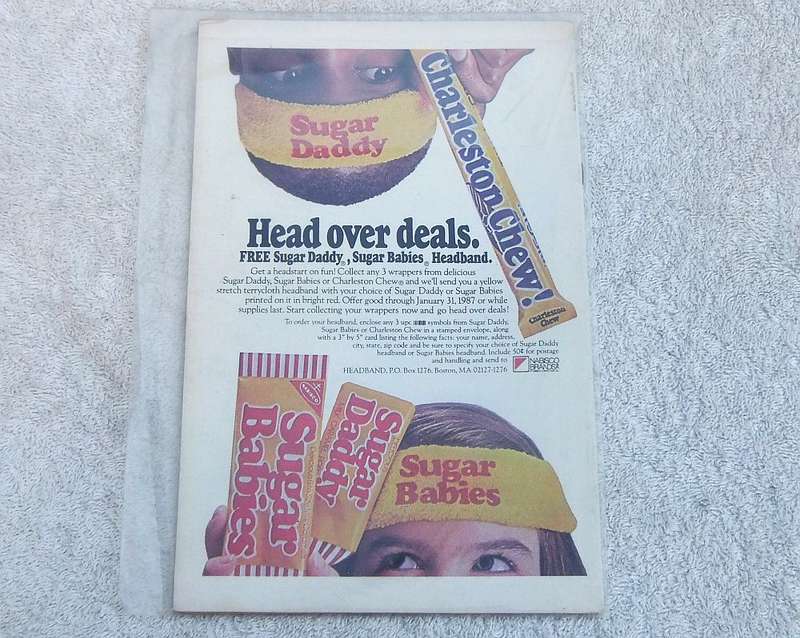 Sugar
Daddy
Charleston Chew!
Charleston
Chew
Head over deals.
FREE Sugar Daddy®, Sugar Babies® Headband.
Get a headstart on fun! Collect any 3 wrappers from delicious
Sugar Daddy, Sugar Babies or Charleston Chew® and we'll send you a yellow
stretch terrycloth headband with your choice of Sugar Daddy or Sugar Babies
printed on it in bright red. Offer good through January 31, 1987 or while
supplies last. Start collecting your wrappers now and go head over deals!
To order your headband, enclose any 3 upc symbols from Sugar Daddy,
Sugar Babies or Charleston Chew in a stamped envelope, along
with a 3" by 5" card listing the following facts: your name, address,
city, state, zip code and be sure to specify your choice of Sugar Daddy
headband or Sugar Babies headband. Include 50¢ for postage
and handling and send to:
HEADBAND, P.O. Box 1276, Boston, MA 02127-1276
NABISCO
BRANDS
NABISCO
Sugar
Babies
Sugar
Daddy
Sugar
Babies